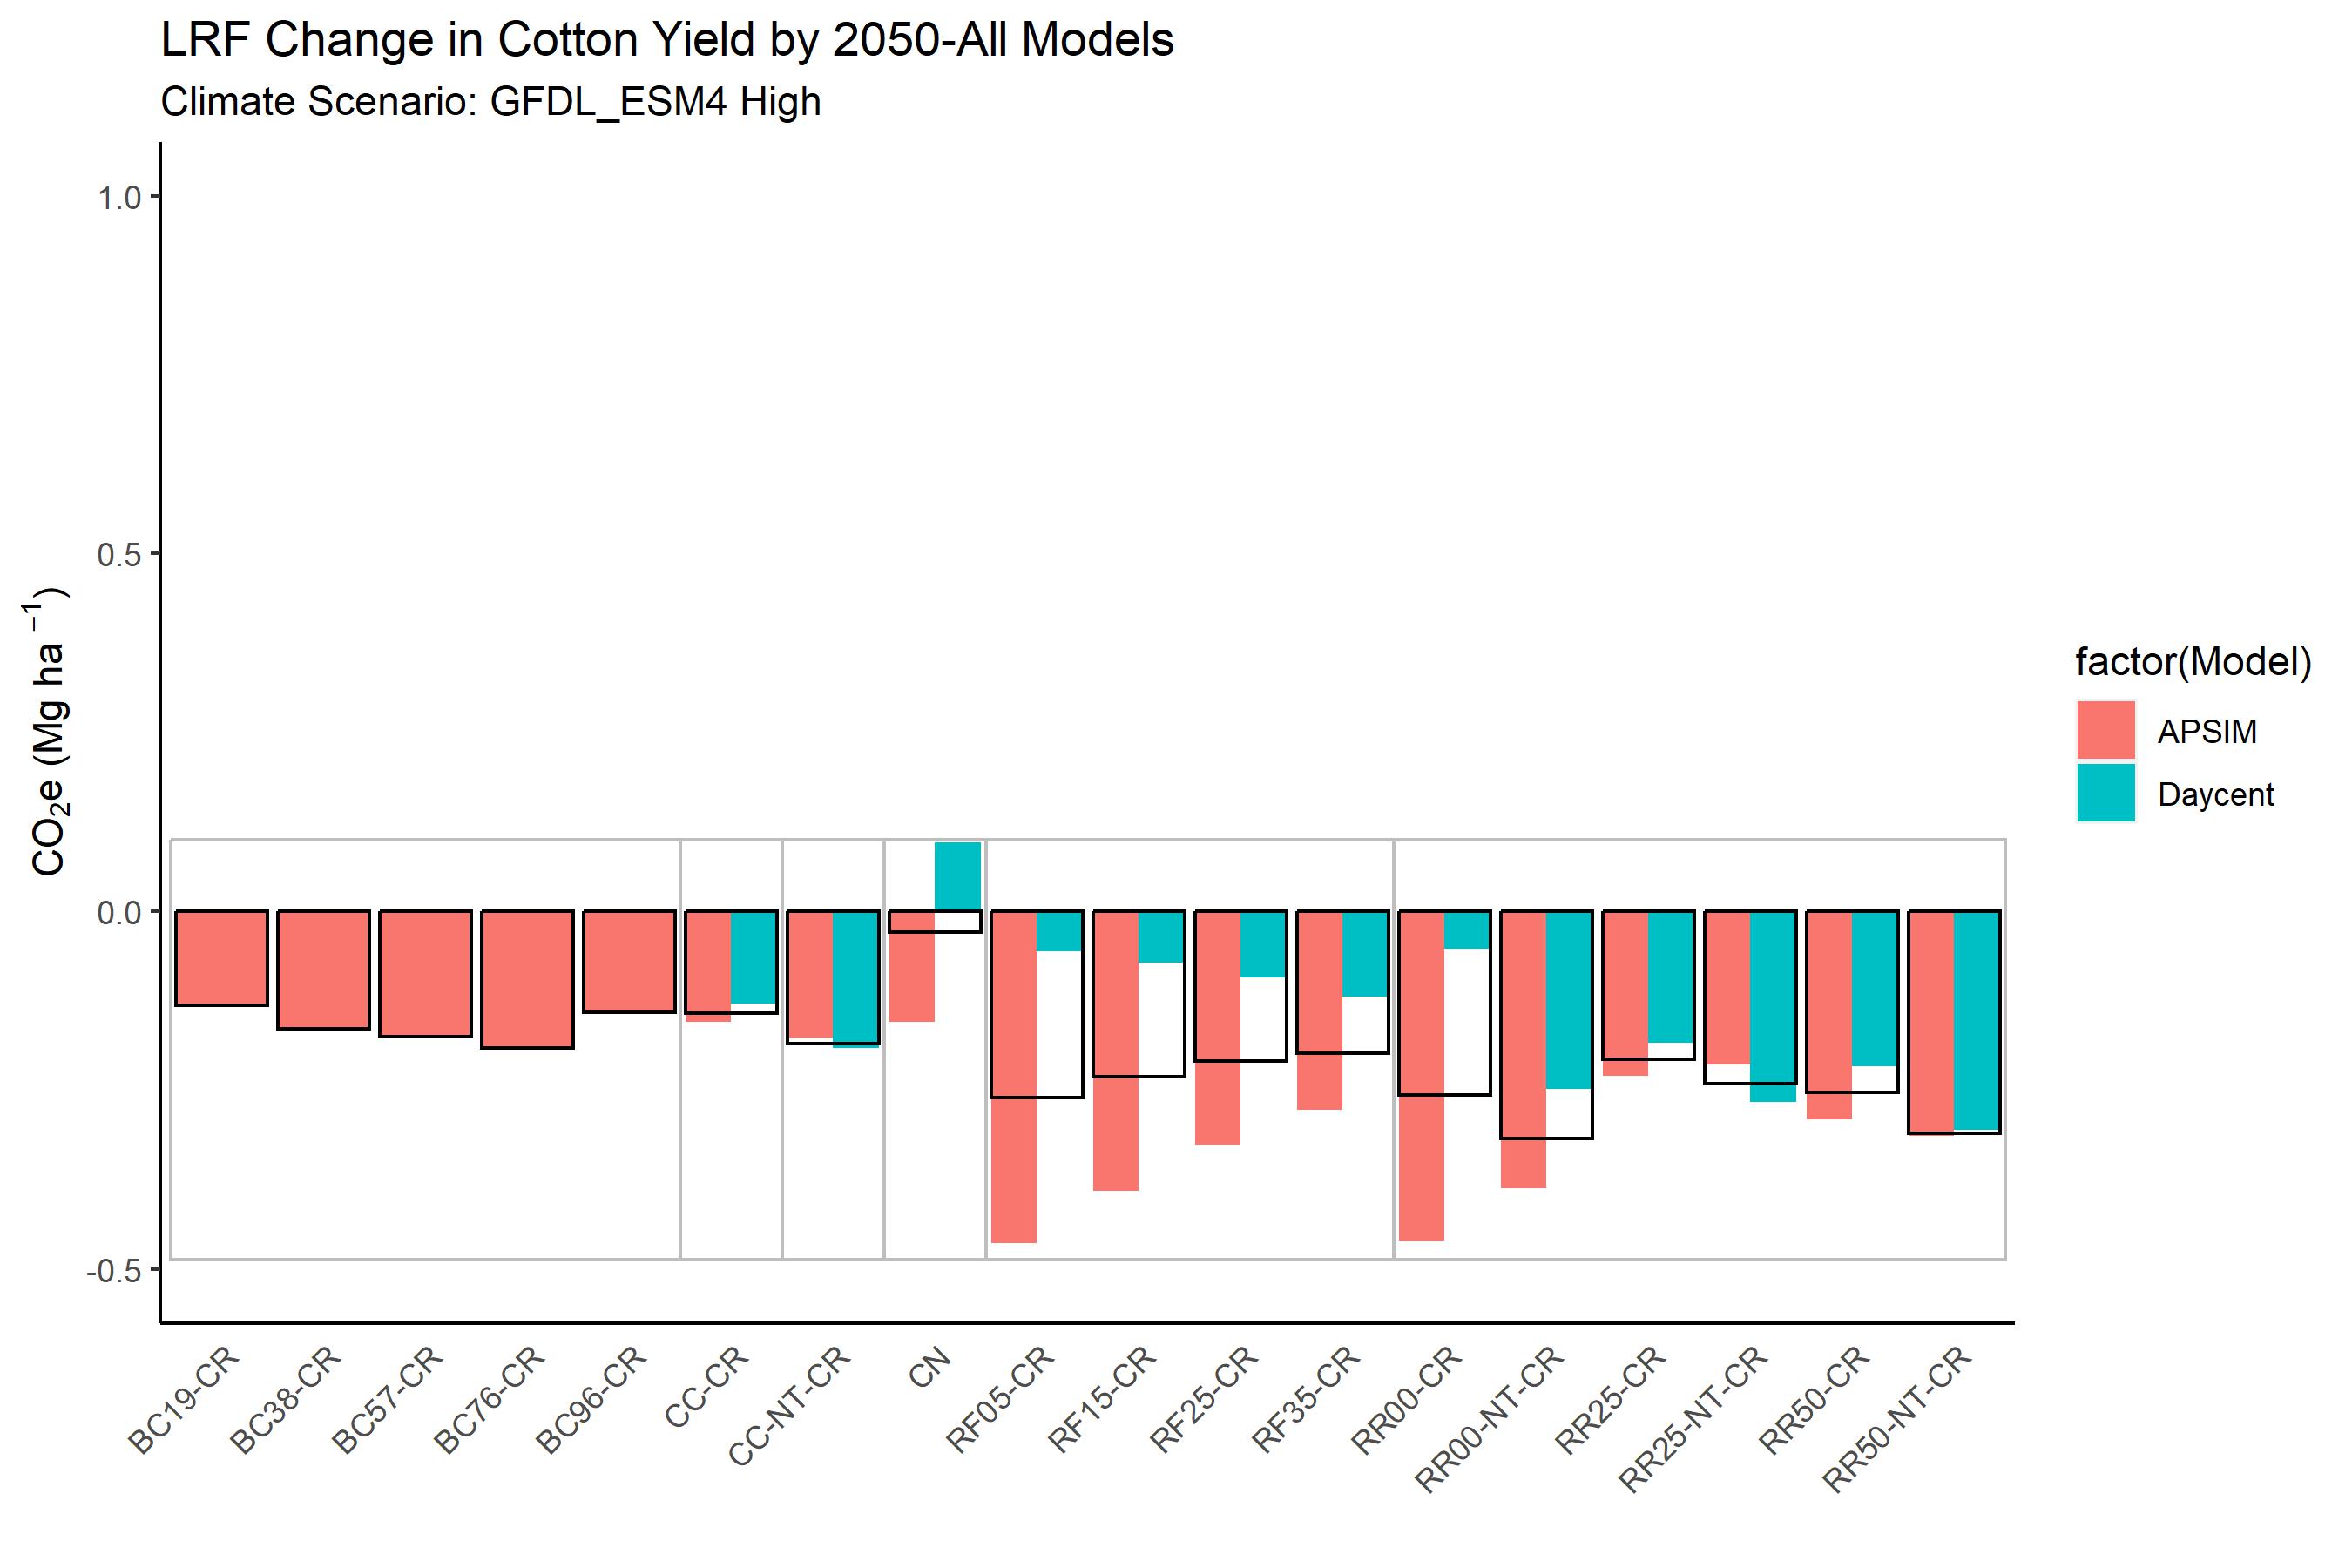 LRF Change in Cotton Yield by 2050-All Models
Climate Scenario: GFDL_ESM4 High
1.0
0.5
0.0
-0.5
CO₂e (Mg ha ⁻¹)
BC19-CR
BC38-CR
BC57-CR
BC76-CR
BC96-CR
CC-CR
CC-NT-CR
CN
RF05-CR
RF15-CR
RF25-CR
RF35-CR
RR00-CR
RR00-NT-CR
RR25-CR
RR25-NT-CR
RR50-CR
RR50-NT-CR
factor(Model)
APSIM
Daycent